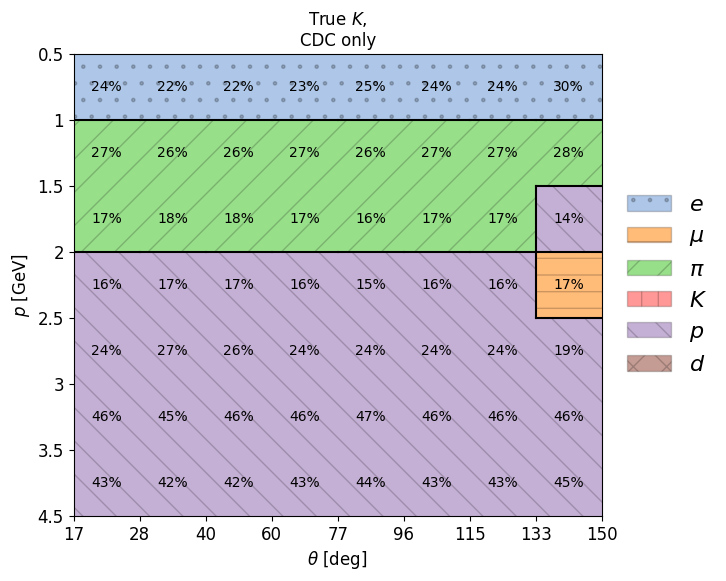 True K,
CDC only
0.5
24% 22% 22% 23% 25% 24% 24% 30%
1
27% 26% 26% 27% 26% 27% 27% 28%
1.5
17% 18% 18% 17% 16% 17% 17% 14%
2
16% 17% 17% 16% 15% 16% 16% 17%
2.5
24% 27% 26% 24% 24% 24% 24% 19%
3
46% 45% 46% 46% 47% 46% 46% 46%
3.5
43% 42% 42% 43% 44% 43% 43% 45%
4
4.5
p [GeV]
17 28 40 60 77 96 115 133 150
θ [deg]
e
μ
π
K
p
d